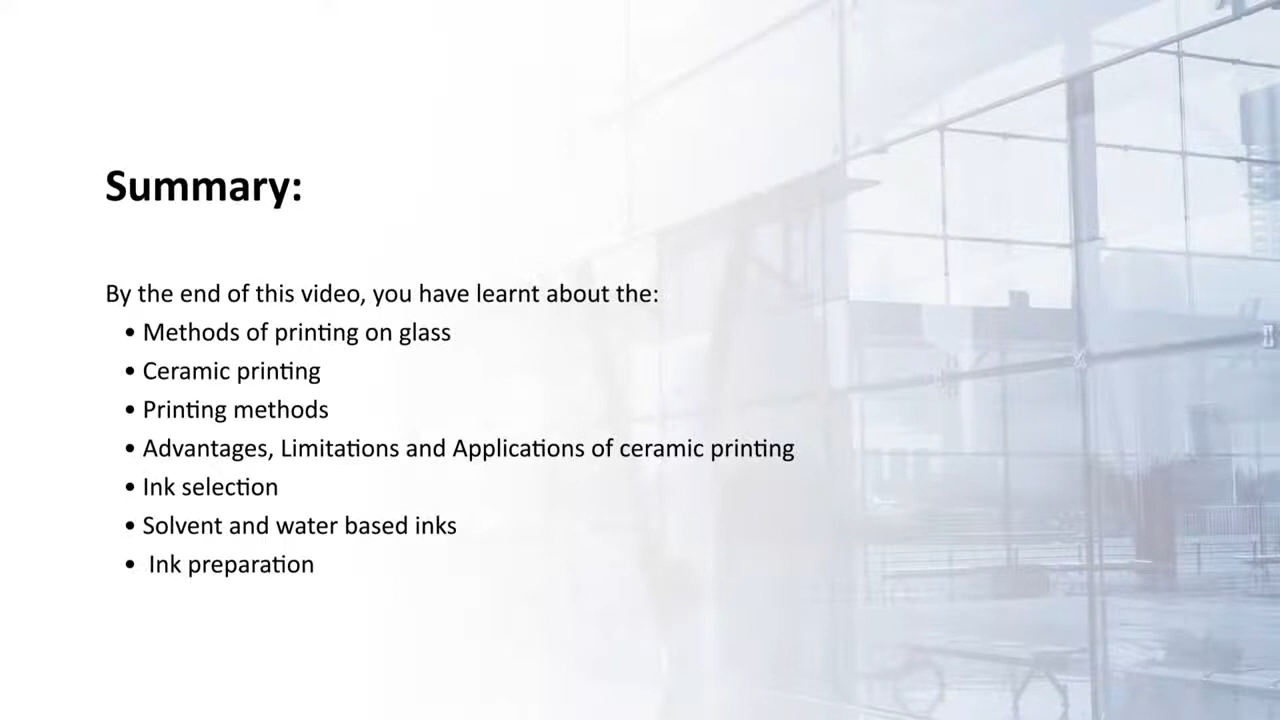 Summary:
By the end of this video, you have learnt about the:
• Methods of printing on glass
• Ceramic printing
• Printing methods
• Advantages, Limitations and Applications of ceramic printing
• Ink selection
• Solvent and water based inks
• Ink preparation